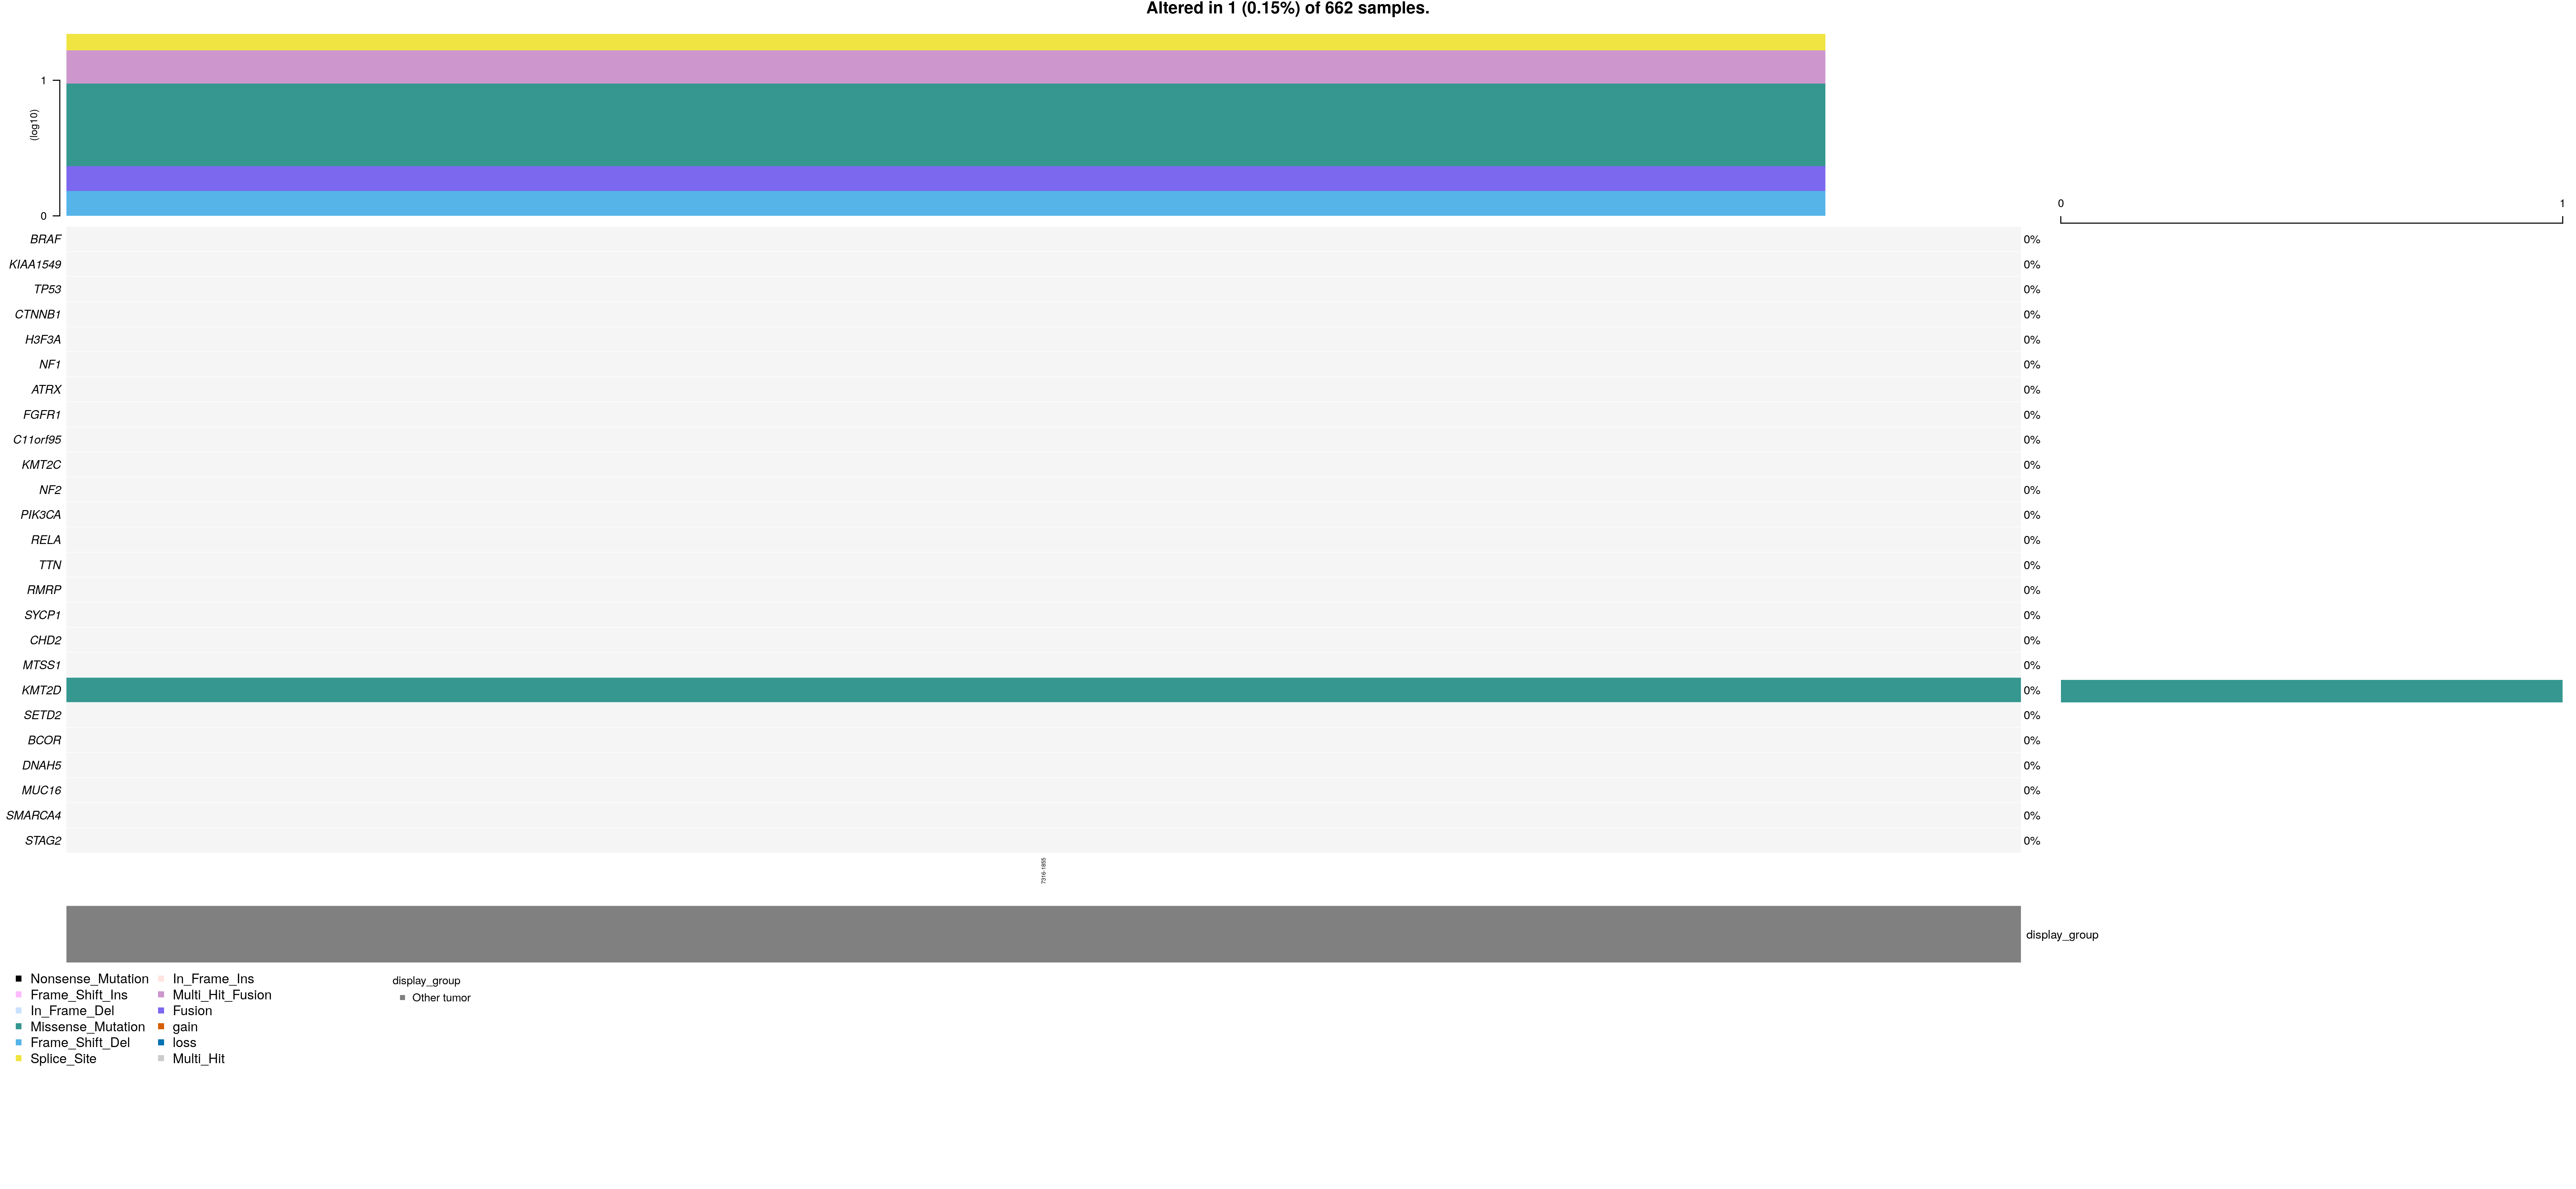 Altered in 1 (0.15%) of 662 samples.
1
(log10)
0
0 1
BRAF 0%
KIAA1549 0%
TP53 0%
CTNNB1 0%
H3F3A 0%
NF1 0%
ATRX 0%
FGFR1 0%
C11orf95 0%
KMT2C 0%
NF2 0%
PIK3CA 0%
RELA 0%
TTN 0%
RMRP 0%
SYCP1 0%
CHD2 0%
MTSS1 0%
KMT2D 0%
SETD2 0%
BCOR 0%
DNAH5 0%
MUC16 0%
SMARCA4 0%
STAG2 0%
7316-1855
display_group
Nonsense_Mutation In_Frame_Ins
Frame_Shift_Ins Multi_Hit_Fusion
In_Frame_Del Fusion
Missense_Mutation gain
Frame_Shift_Del loss
Splice_Site Multi_Hit
display_group
Other tumor